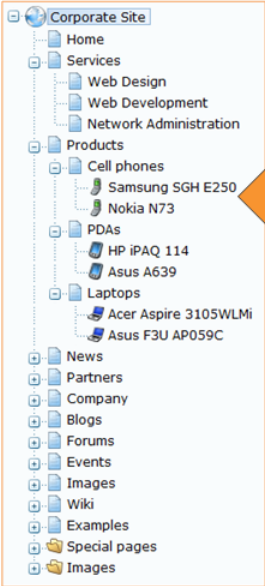 Corporate Site
Home
Services
Web Design
Web Development
Network Administration
Products
Cell phones
Samsung SGH E250
Nokia N73
PDAs
HP iPAQ 114
Asus A639
Laptops
Acer Aspire 3105WLMi
Asus F3U AP059C
News
Partners
Company
Blogs
Forums
Events
Images
Wiki
Examples
Special pages
Images